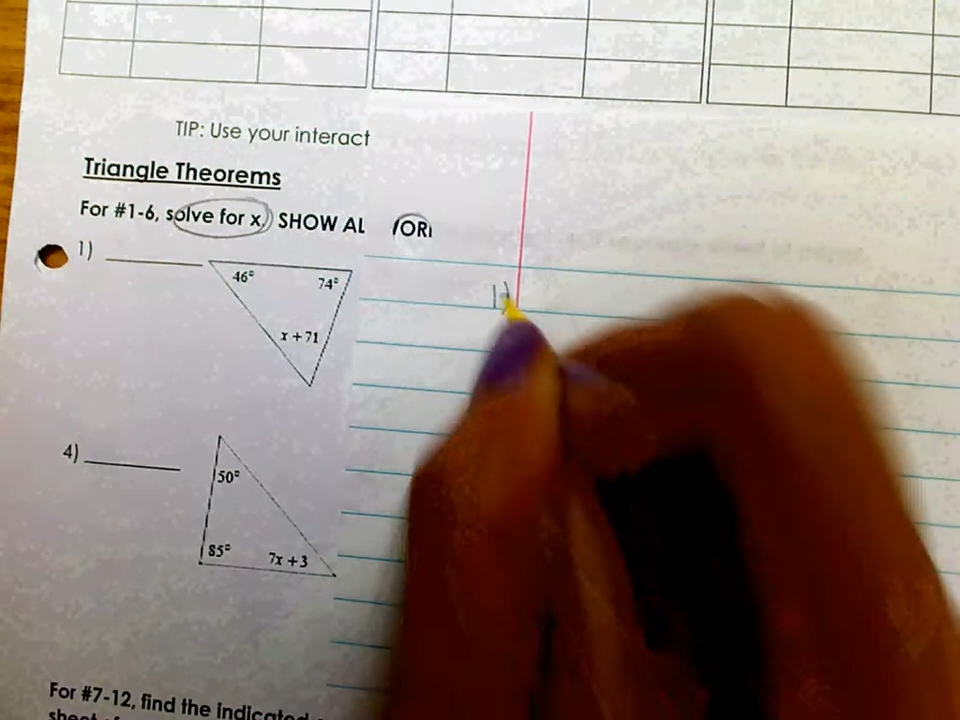 TIP: Use your interact
Triangle Theorems
For #1-6, solve for x. SHOW AL
1)
46°
74°
x + 71
1)
4)
50°
85°
7x + 3
For #7-12, find the indicated